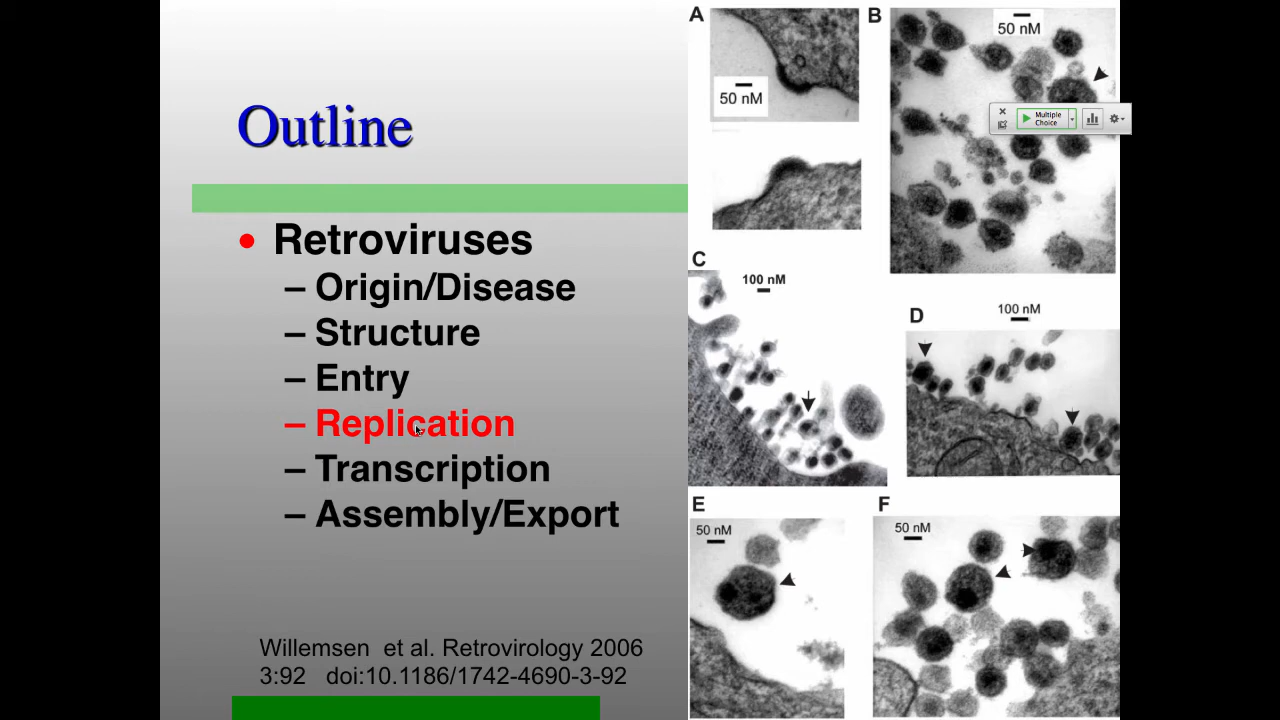 Outline
• Retroviruses
– Origin/Disease
– Structure
– Entry
– Replication
– Transcription
– Assembly/Export
Willemsen et al. Retrovirology 2006
3:92 doi:10.1186/1742-4690-3-92
A
50 nM
B
50 nM
Multiple
Choice
C
100 nM
D
100 nM
E
50 nM
F
50 nM